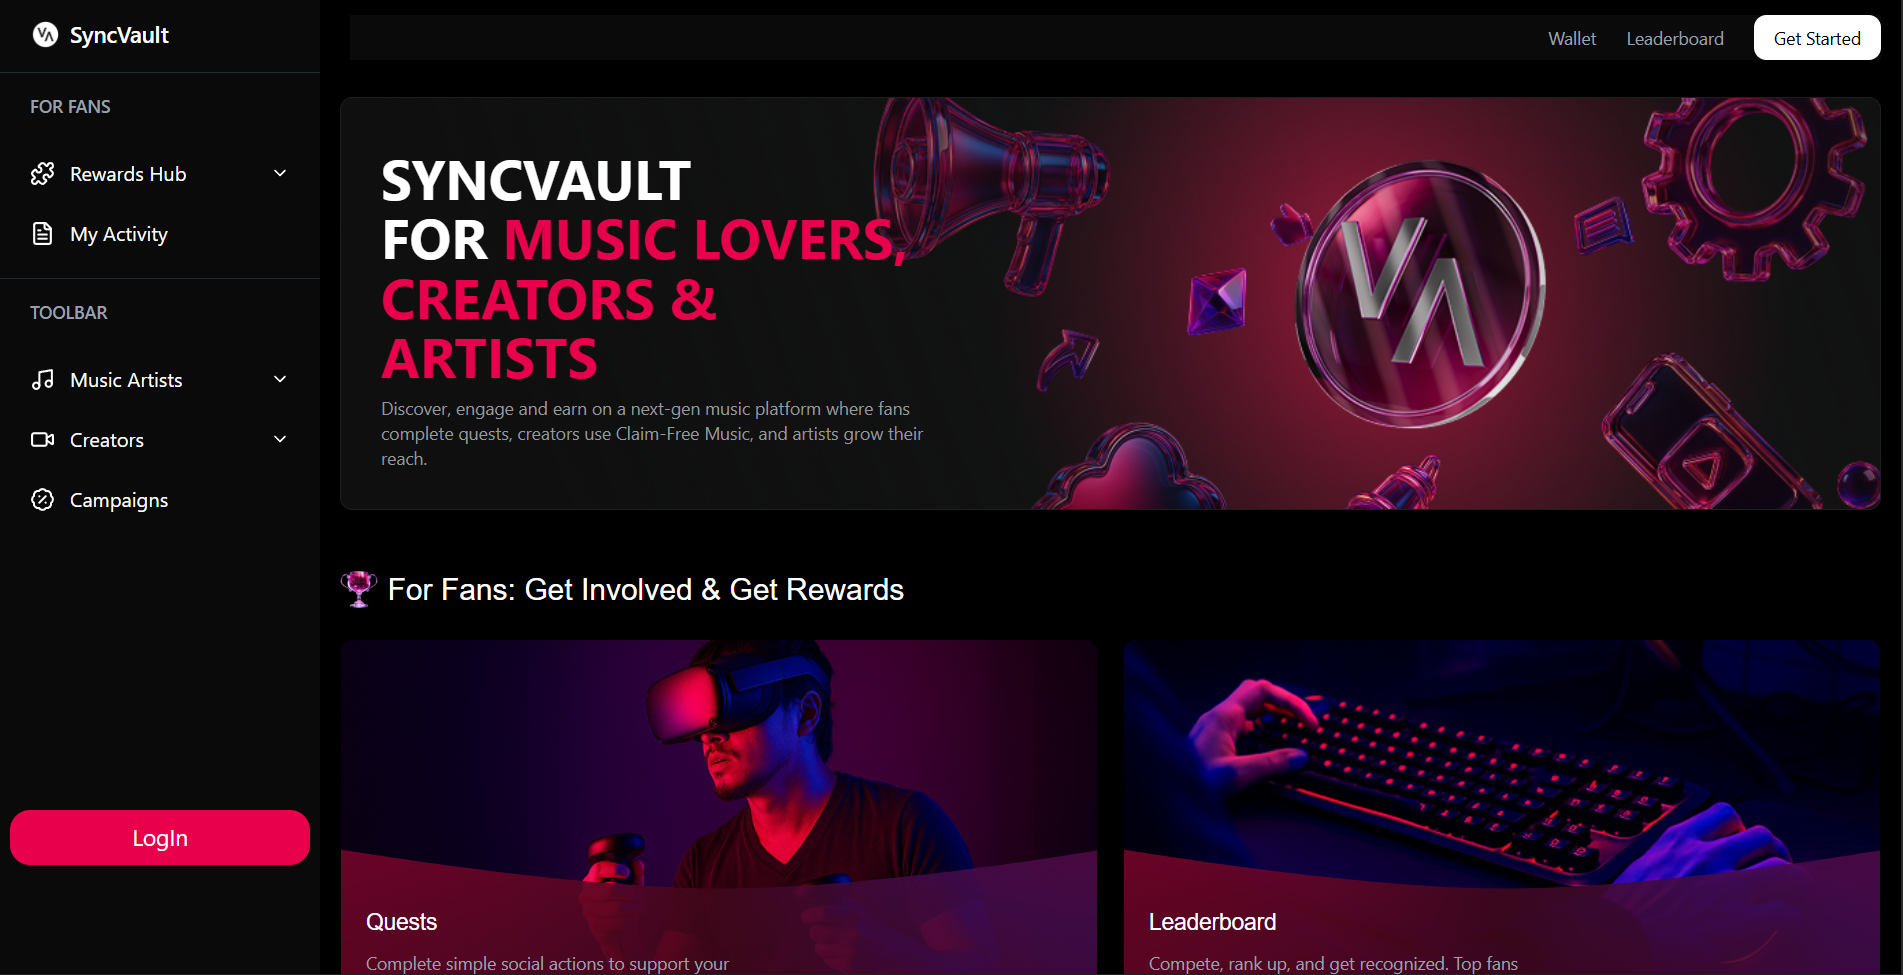 SyncVault
Wallet
Leaderboard
Get Started
FOR FANS
Rewards Hub
My Activity
TOOLBAR
Music Artists
Creators
Campaigns
LogIn
SYNCVAULT
FOR MUSIC LOVERS,
CREATORS &
ARTISTS
Discover, engage and earn on a next-gen music platform where fans
complete quests, creators use Claim-Free Music, and artists grow their
reach.
For Fans: Get Involved & Get Rewards
Quests
Complete simple social actions to support your
Leaderboard
Compete, rank up, and get recognized. Top fans